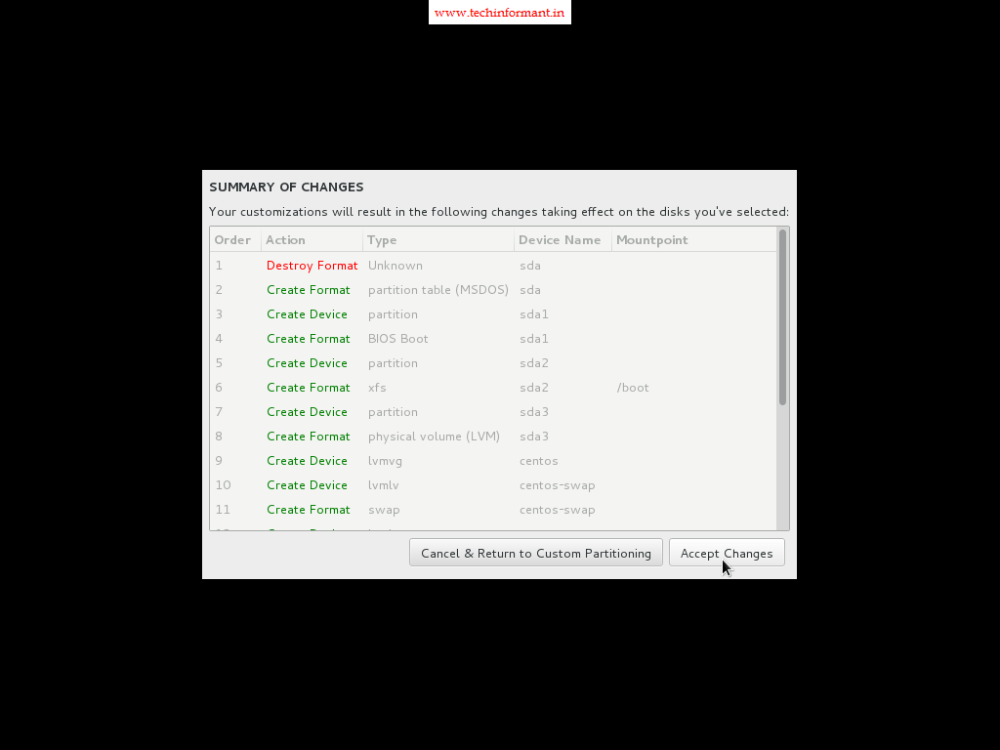 www.techinformant.in
SUMMARY OF CHANGES
Your customizations will result in the following changes taking effect on the disks you've selected:
Order Action Type Device Name Mountpoint
1 Destroy Format Unknown sda
2 Create Format partition table (MSDOS) sda
3 Create Device partition sda1
4 Create Format BIOS Boot sda1
5 Create Device partition sda2
6 Create Format xfs sda2 /boot
7 Create Device partition sda3
8 Create Format physical volume (LVM) sda3
9 Create Device lvmvg centos
10 Create Device lvmlv centos-swap
11 Create Format swap centos-swap
Cancel & Return to Custom Partitioning Accept Changes